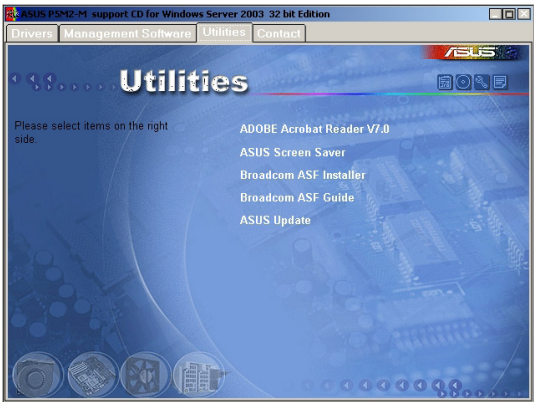 ASUS P5M2-M support CD for Windows Server 2003 32 bit Edition
Drivers Management Software Utilities Contact
ASUS
Utilities
Please select items on the right
side.
ADOBE Acrobat Reader V7.0
ASUS Screen Saver
Broadcom ASF Installer
Broadcom ASF Guide
ASUS Update